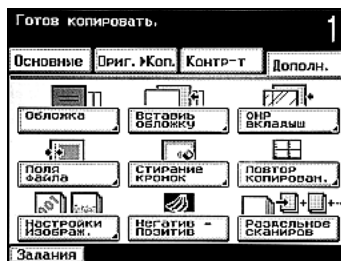 Готов копировать.
1
Основные Ориг.▸Коп. Контр-т Дополн.
Обложка
Вставвь
обложку
OHP
вкладыш
Поля
файла
Стирание
кромок
Повтор
копирован.
Настройки
изображ.
Негатив -
Позитив
Раздельное
сканиров
Задания